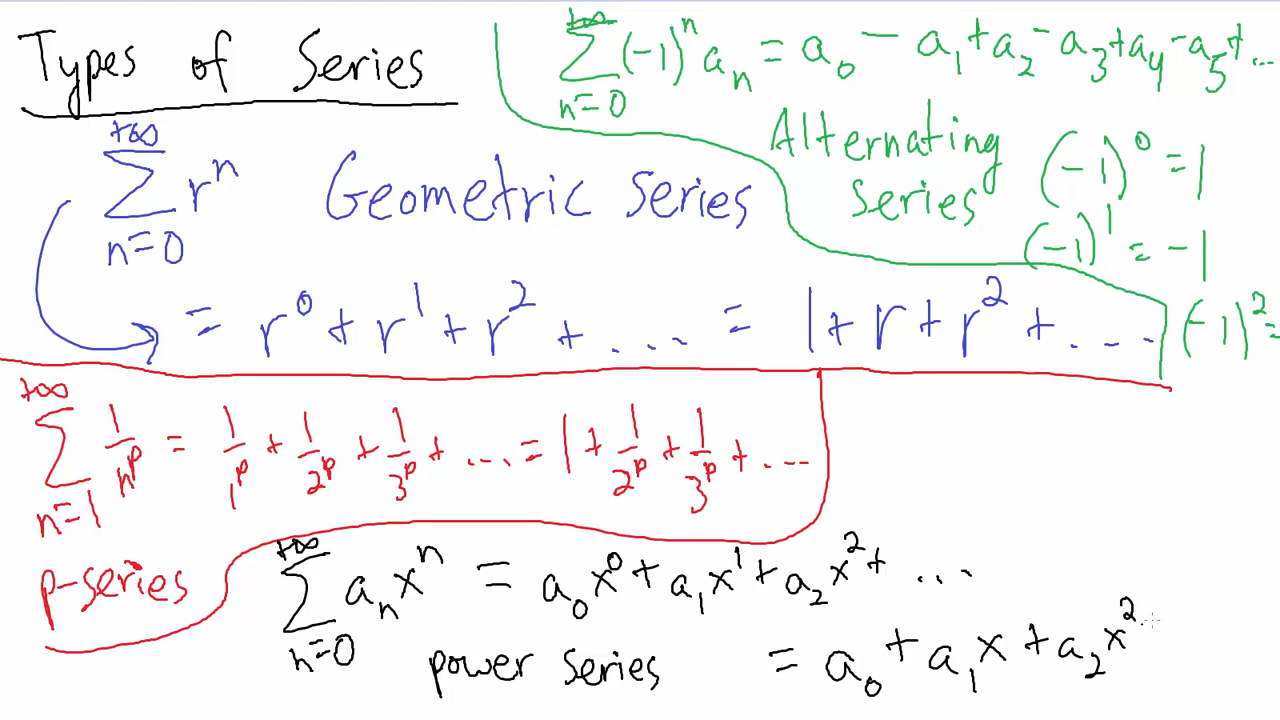 Types of Series
+∞ ∑ n=0 (-1)^n a_n = a_0 - a_1 + a_2 - a_3 + a_4 - a_5 + ...
Alternating
series
(-1)^0 = 1
(-1)^1 = -1
(-1)^2 =
+∞ ∑ n=0 r^n Geometric series
= r^0 + r^1 + r^2 + .... = 1 + r + r^2 + ....
+∞ ∑ n=1 1/n^p = 1/1^p + 1/2^p + 1/3^p + ... = 1 + 1/2^p + 1/3^p + ...
p-series
+∞ ∑ n=0 a_n x^n = a_0 x^0 + a_1 x^1 + a_2 x^2 + ...
power series
= a_0 + a_1 x + a_2 x^2